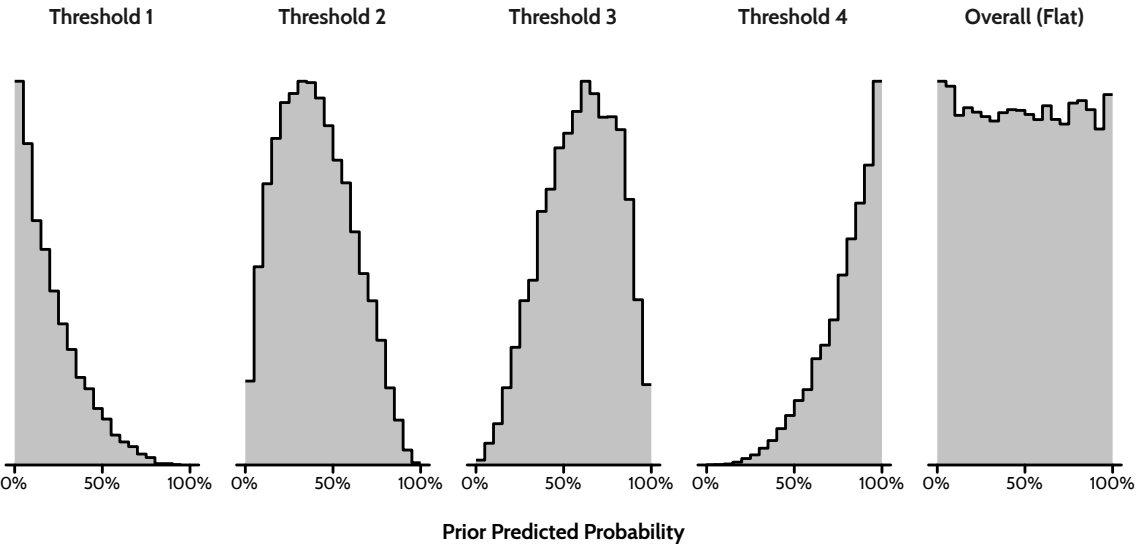 Threshold 1 Threshold 2 Threshold 3 Threshold 4 Overall (Flat)
0% 50% 100% 0% 50% 100% 0% 50% 100% 0% 50% 100% 0% 50% 100%
Prior Predicted Probability